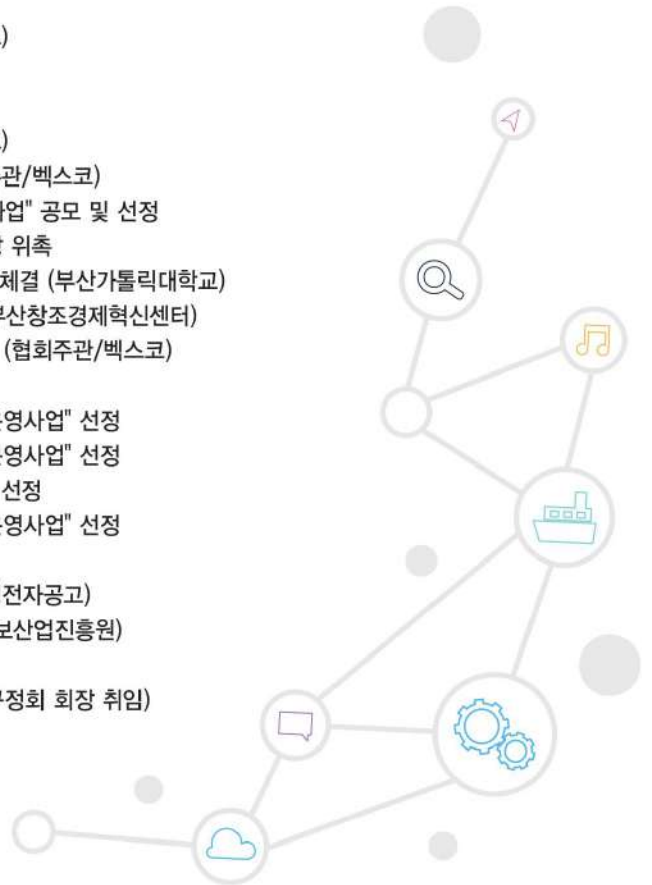 )
)
관/벡스코)
사업" 공모 및 선정
위촉
체결 (부산가톨릭대학교)
부산창조경제혁신센터)
(협회주관/벡스코)
운영사업" 선정
운영사업" 선정
선정
운영사업" 선정
전자공고)
보산업진흥원)
구정회 회장 취임)